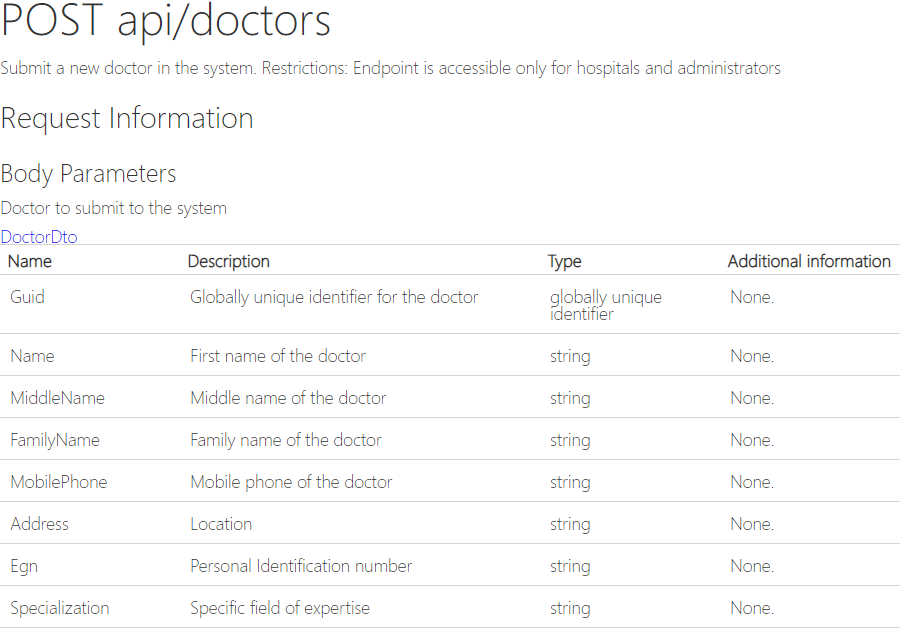 POST api/doctors
Submit a new doctor in the system. Restrictions: Endpoint is accessible only for hospitals and administrators
Request Information
Body Parameters
Doctor to submit to the system
DoctorDto
Name Description Type Additional information
Guid Globally unique identifier for the doctor globally unique identifier None.
Name First name of the doctor string None.
MiddleName Middle name of the doctor string None.
FamilyName Family name of the doctor string None.
MobilePhone Mobile phone of the doctor string None.
Address Location string None.
Egn Personal Identification number string None.
Specialization Specific field of expertise string None.